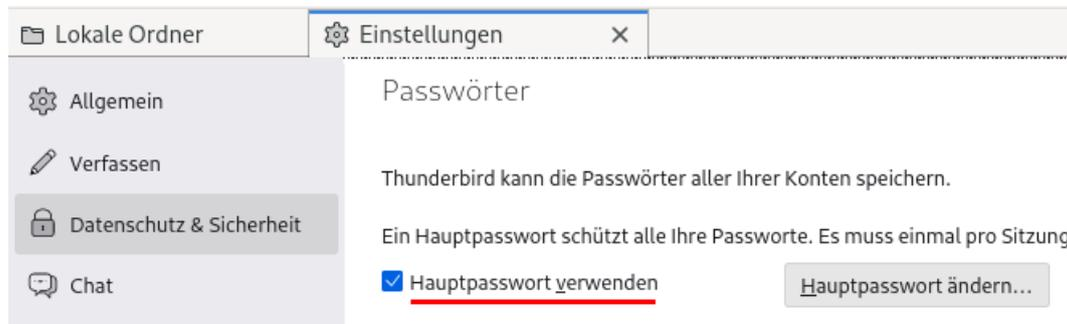 Lokale Ordner
Einstellungen
Allgemein
Verfassen
Datenschutz & Sicherheit
Chat
Passwörter
Thunderbird kann die Passwörter aller Ihrer Konten speichern.
Ein Hauptpasswort schützt alle Ihre Passworte. Es muss einmal pro Sitzung
Hauptpasswort verwenden
Hauptpasswort ändern...